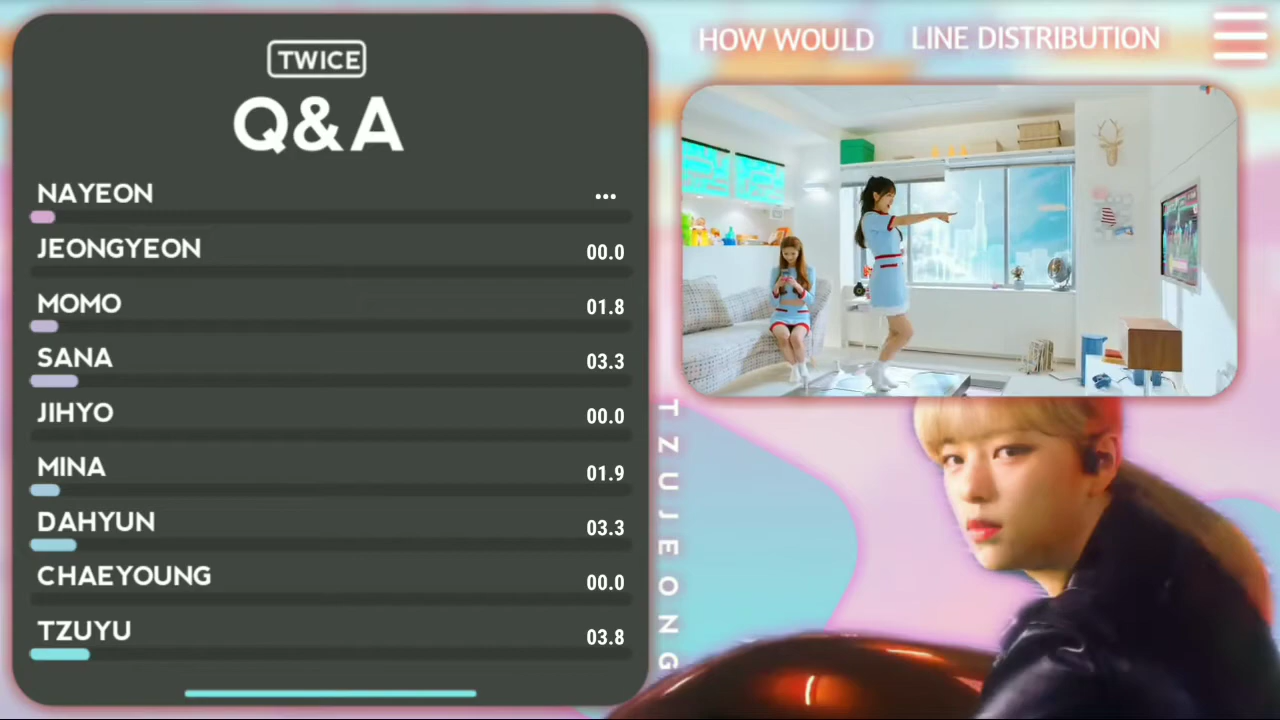 TWICE
Q&A
NAYEON ...
JEONGYEON 00.0
MOMO 01.8
SANA 03.3
JIHYO 00.0
MINA 01.9
DAHYUN 03.3
CHAEYOUNG 00.0
TZUYU 03.8
HOW WOULD LINE DISTRIBUTION
TZUJEONG